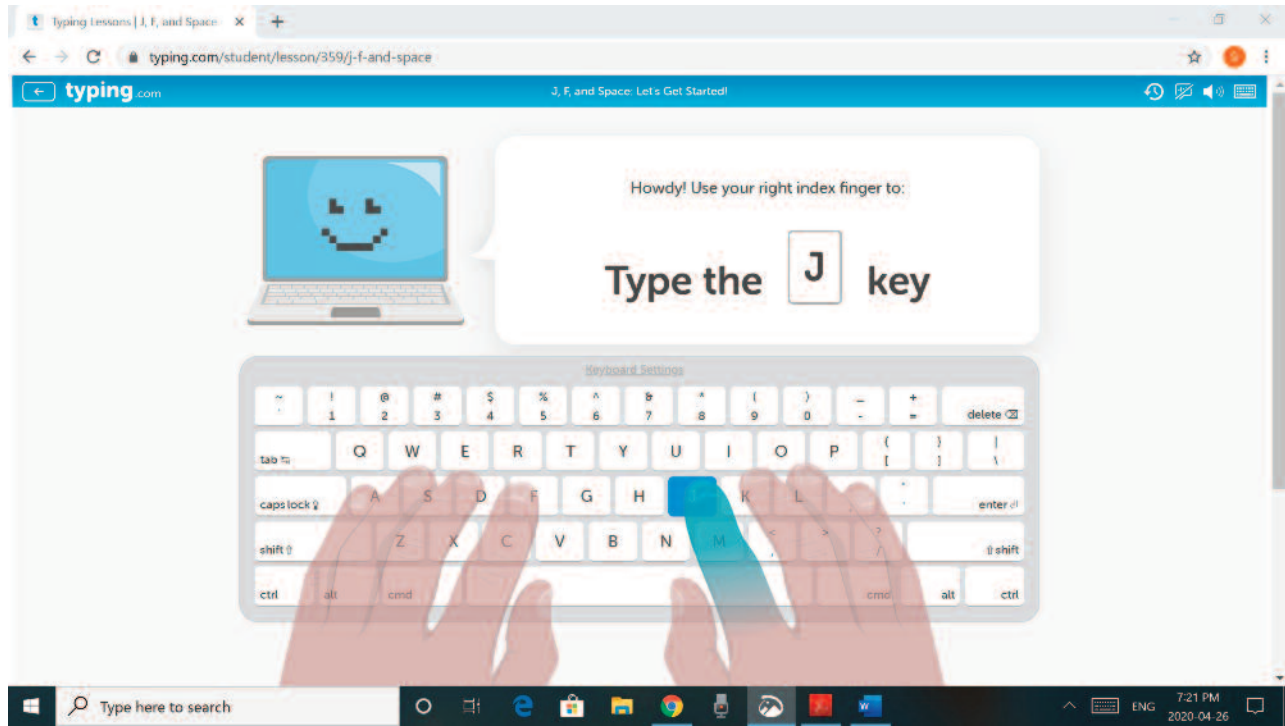 Typing Lessons | J, F, and Space
typing.com/student/lesson/359/j-f-and-space
typing.com
J, F, and Space: Let's Get Started!
Howdy! Use your right index finger to:
Type the J key
Keyboard Settings
~ ! @ # $ % ^ & * ( ) _ +
` 1 2 3 4 5 6 7 8 9 0 - = delete
tab Q W E R T Y U I O P { } |
[ ] \
caps lock A S D F G H J K L enter
shift Z X C V B N M < > ? shift
, /
ctrl alt cmd cmd alt ctrl
Type here to search
ENG
7:21 PM
2020-04-26